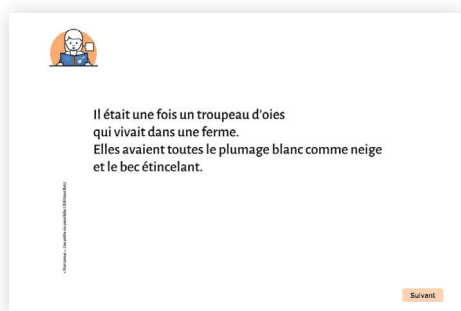 Il était une fois un troupeau d'oies
qui vivait dans une ferme.
Elles avaient toutes le plumage blanc comme neige
et le bec étincelant.
Suivant